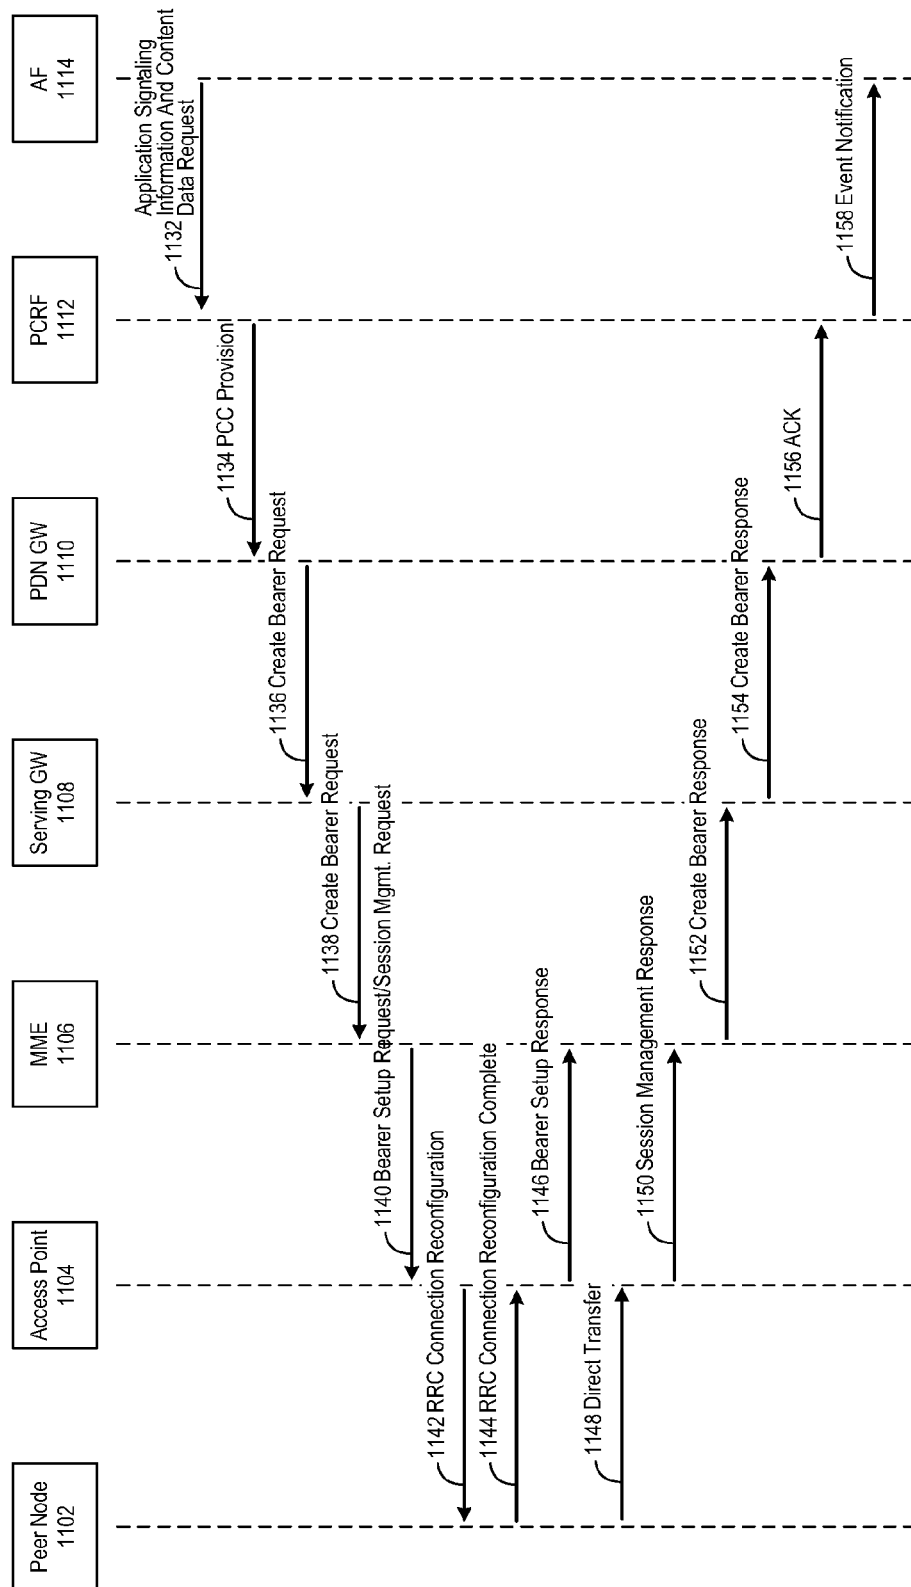 Peer Node
1102
Access Point
1104
MME
1106
Serving GW
1108
PDN GW
1110
PCRF
1112
AF
1114
Application Signaling
1132 Information And Content
Data Request
1134 PCC Provision
1136 Create Bearer Request
1138 Create Bearer Request
1140 Bearer Setup Request/Session Mgmt. Request
1142 RRC Connection Reconfiguration
1144 RRC Connection Reconfiguration Complete
1146 Bearer Setup Response
1148 Direct Transfer
1150 Session Management Response
1152 Create Bearer Response
1154 Create Bearer Response
1156 ACK
1158 Event Notification